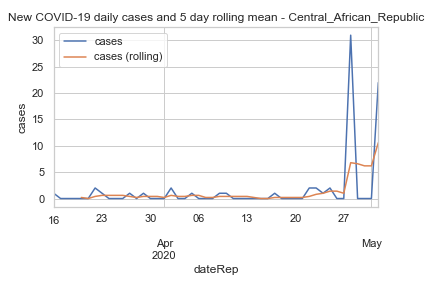 New COVID-19 daily cases and 5 day rolling mean - Central_African_Republic
cases
cases (rolling)
30
25
20
15
10
5
0
cases
16
23
30
06
13
20
27
Apr
2020
May
dateRep